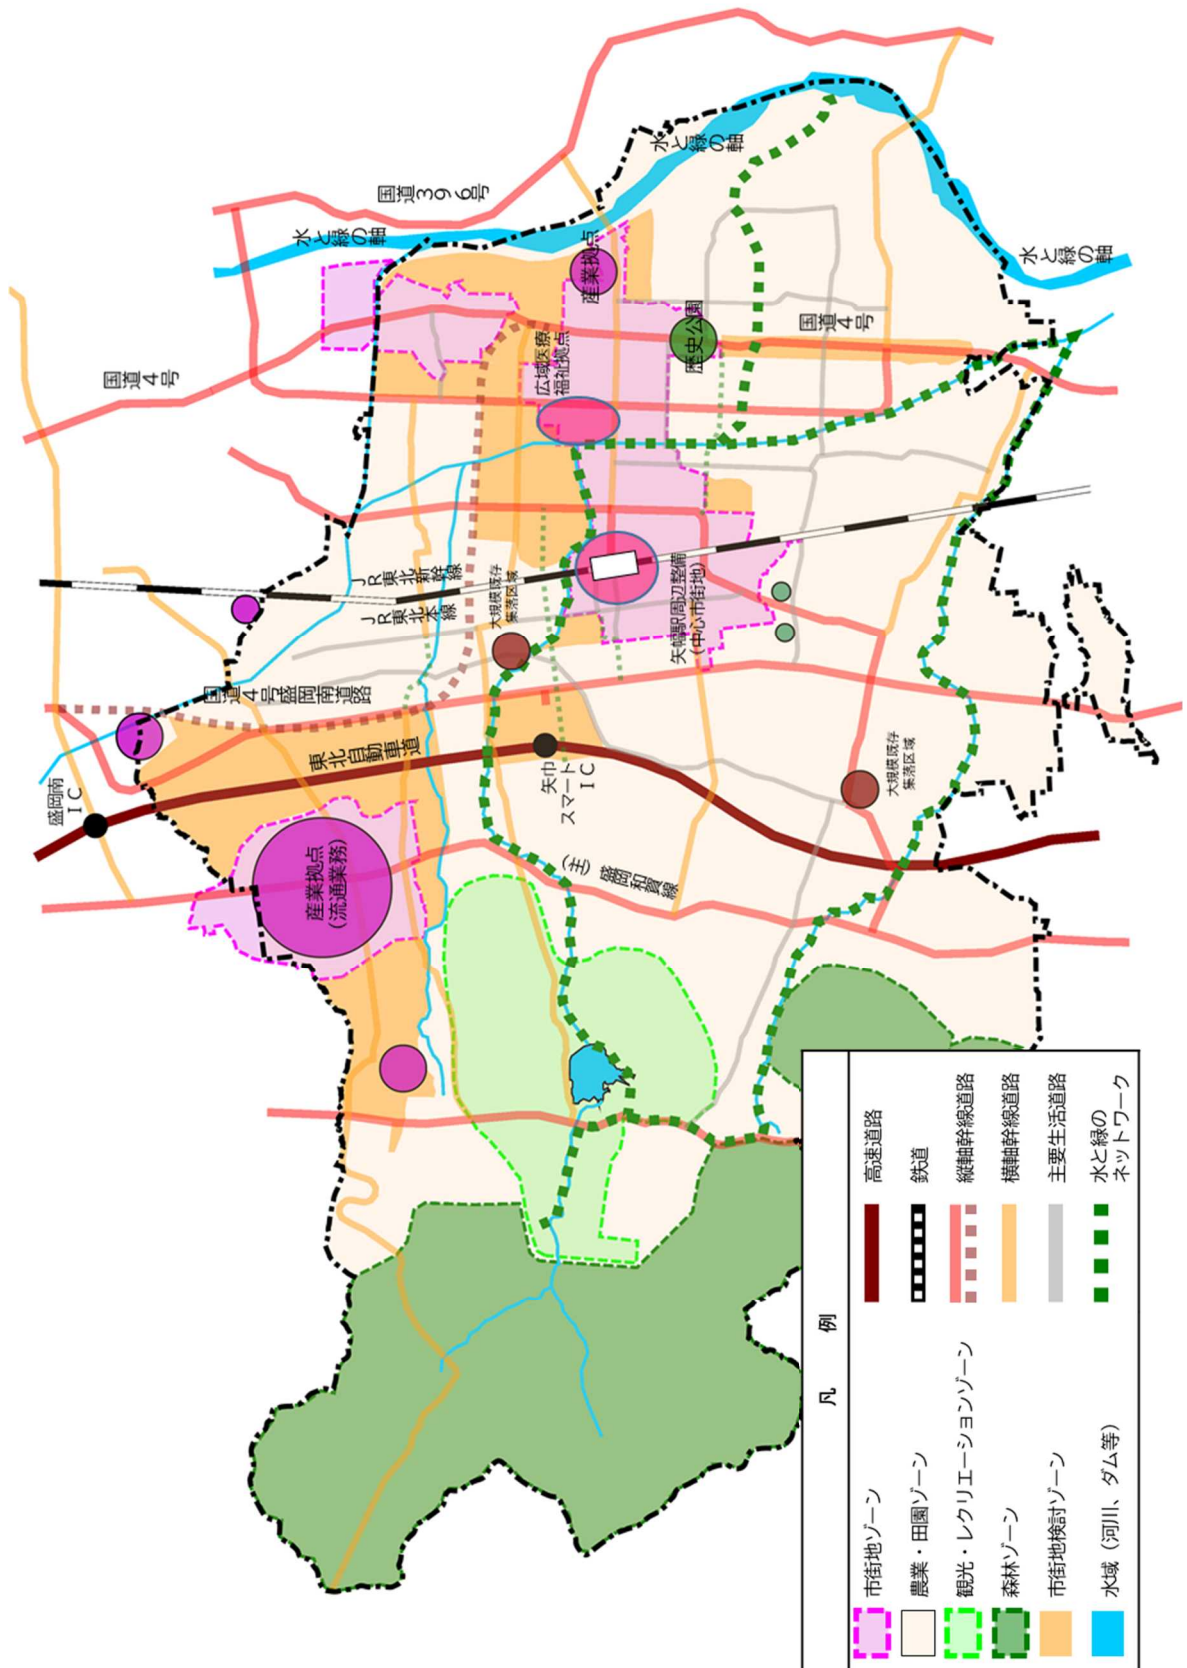 盛岡南
ＩＣ
国道４号
国道３９６号
水と緑の軸
水と緑の軸
水と緑の軸
国道４号盛岡南道路
ＪＲ東北新幹線
ＪＲ東北本線
東北自動車道
産業拠点
(流通業務)
大規模既存
集落区域
広域医療・
福祉拠点
産業拠点
矢巾
スマート
ＩＣ
(主)盛岡和賀線
矢幅駅周辺整備
(中心市街地)
歴史公園
国道４号
大規模既存
集落区域
凡　例
市街地ゾーン
農業・田園ゾーン
観光・レクリエーションゾーン
森林ゾーン
市街地検討ゾーン
水域（河川、ダム等）
高速道路
鉄道
縦軸幹線道路
横軸幹線道路
主要生活道路
水と緑の
ネットワーク